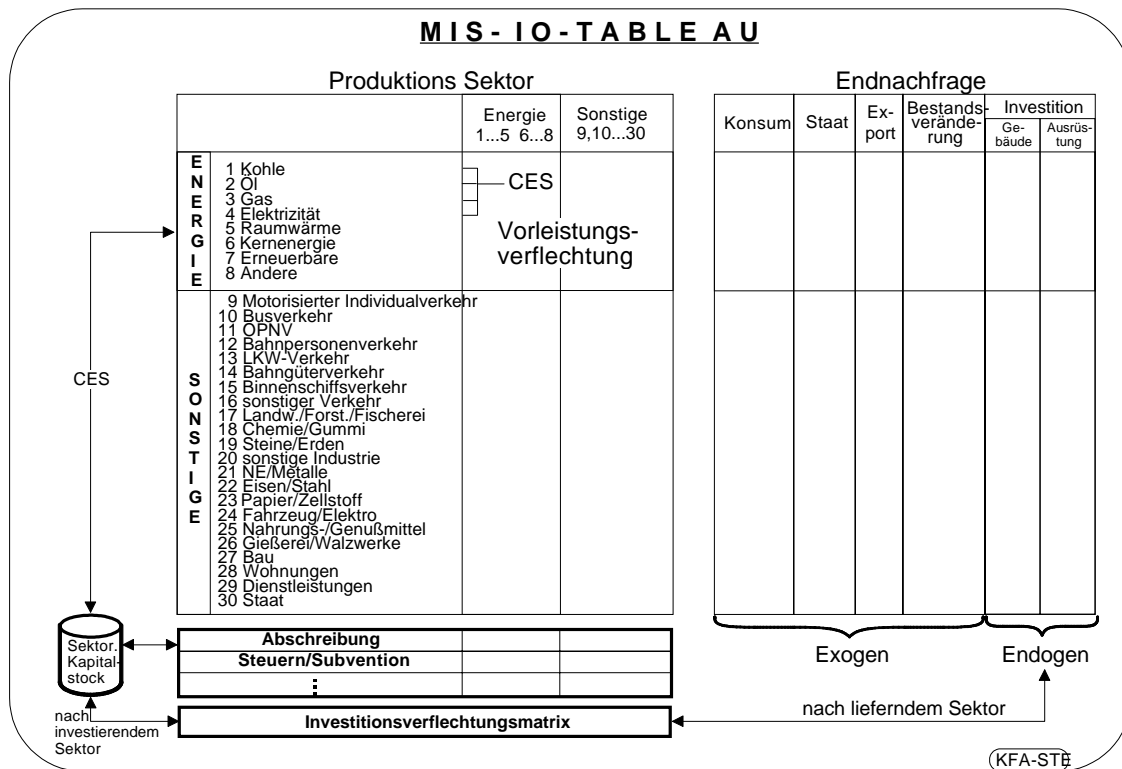 MIS-IO-TABLEAU
Produktions Sektor
Endnachfrage
Energie
1...5 6...8
Sonstige
9,10...30
Konsum
Staat
Ex-
port
Bestands-
verände-
rung
Investition
Ge-
bäude
Ausrüs-
tung
ENERGIE
1 Kohle
2 Öl
3 Gas
4 Elektrizität
5 Raumwärme
6 Kernenergie
7 Erneuerbare
8 Andere
CES
Vorleistungs-
verflechtung
CES
SONSTIGE
9 Motorisierter Individualverkehr
10 Busverkehr
11 ÖPNV
12 Bahnpersonenverkehr
13 LKW-Verkehr
14 Bahngüterverkehr
15 Binnenschiffsverkehr
16 sonstiger Verkehr
17 Landw./Forst./Fischerei
18 Chemie/Gummi
19 Steine/Erden
20 sonstige Industrie
21 NE/Metalle
22 Eisen/Stahl
23 Papier/Zellstoff
24 Fahrzeug/Elektro
25 Nahrungs-/Genußmittel
26 Gießerei/Walzwerke
27 Bau
28 Wohnungen
29 Dienstleistungen
30 Staat
Sektor.
Kapital-
stock
Abschreibung
Steuern/Subvention
Exogen
Endogen
nach
investierendem
Sektor
Investitionsverflechtungsmatrix
nach lieferndem Sektor
KFA-STE